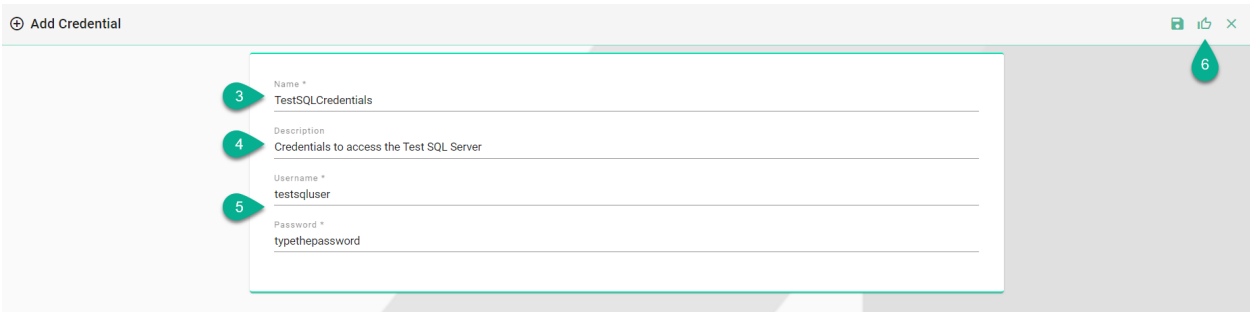 Add Credential
6
Name *
3
TestSQLCredentials
Description
4
Credentials to access the Test SQL Server
Username *
testsqluser
5
Password *
typethepassword